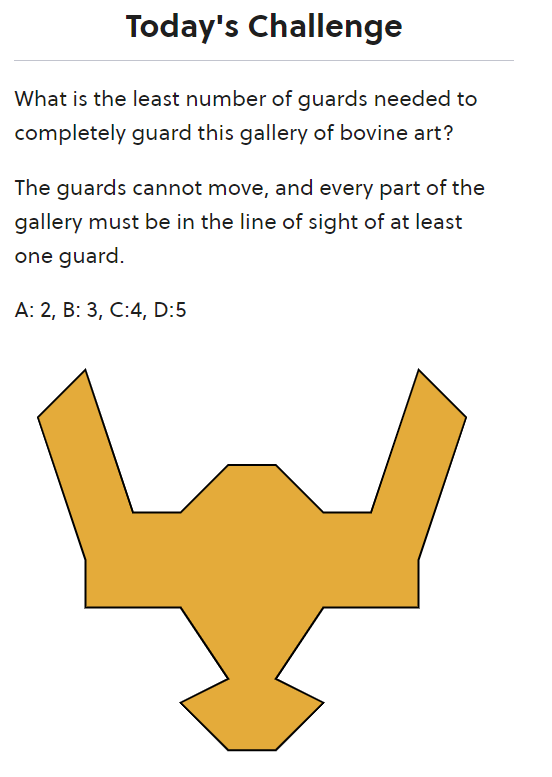 Today's Challenge
What is the least number of guards needed to
completely guard this gallery of bovine art?
The guards cannot move, and every part of the
gallery must be in the line of sight of at least
one guard.
A: 2, B: 3, C:4, D:5